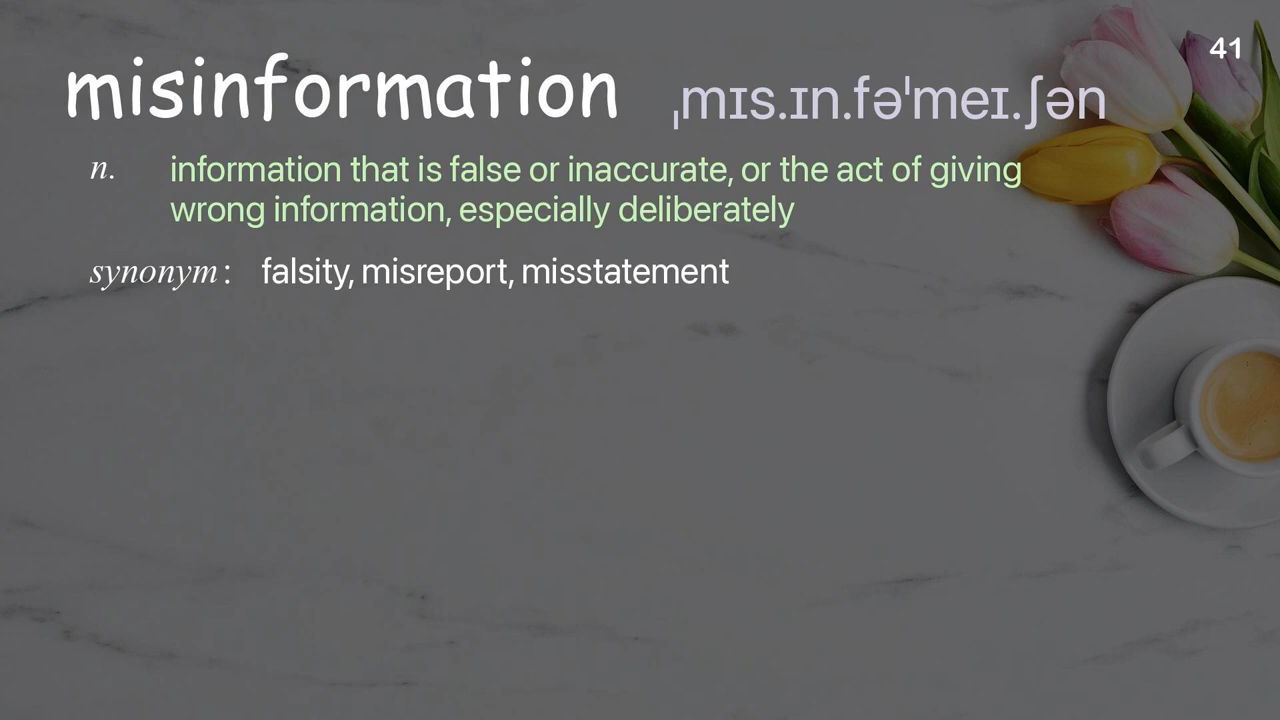 41
misinformation ˌmɪs.ɪn.fəˈmeɪ.ʃən
n. information that is false or inaccurate, or the act of giving
wrong information, especially deliberately
synonym: falsity, misreport, misstatement